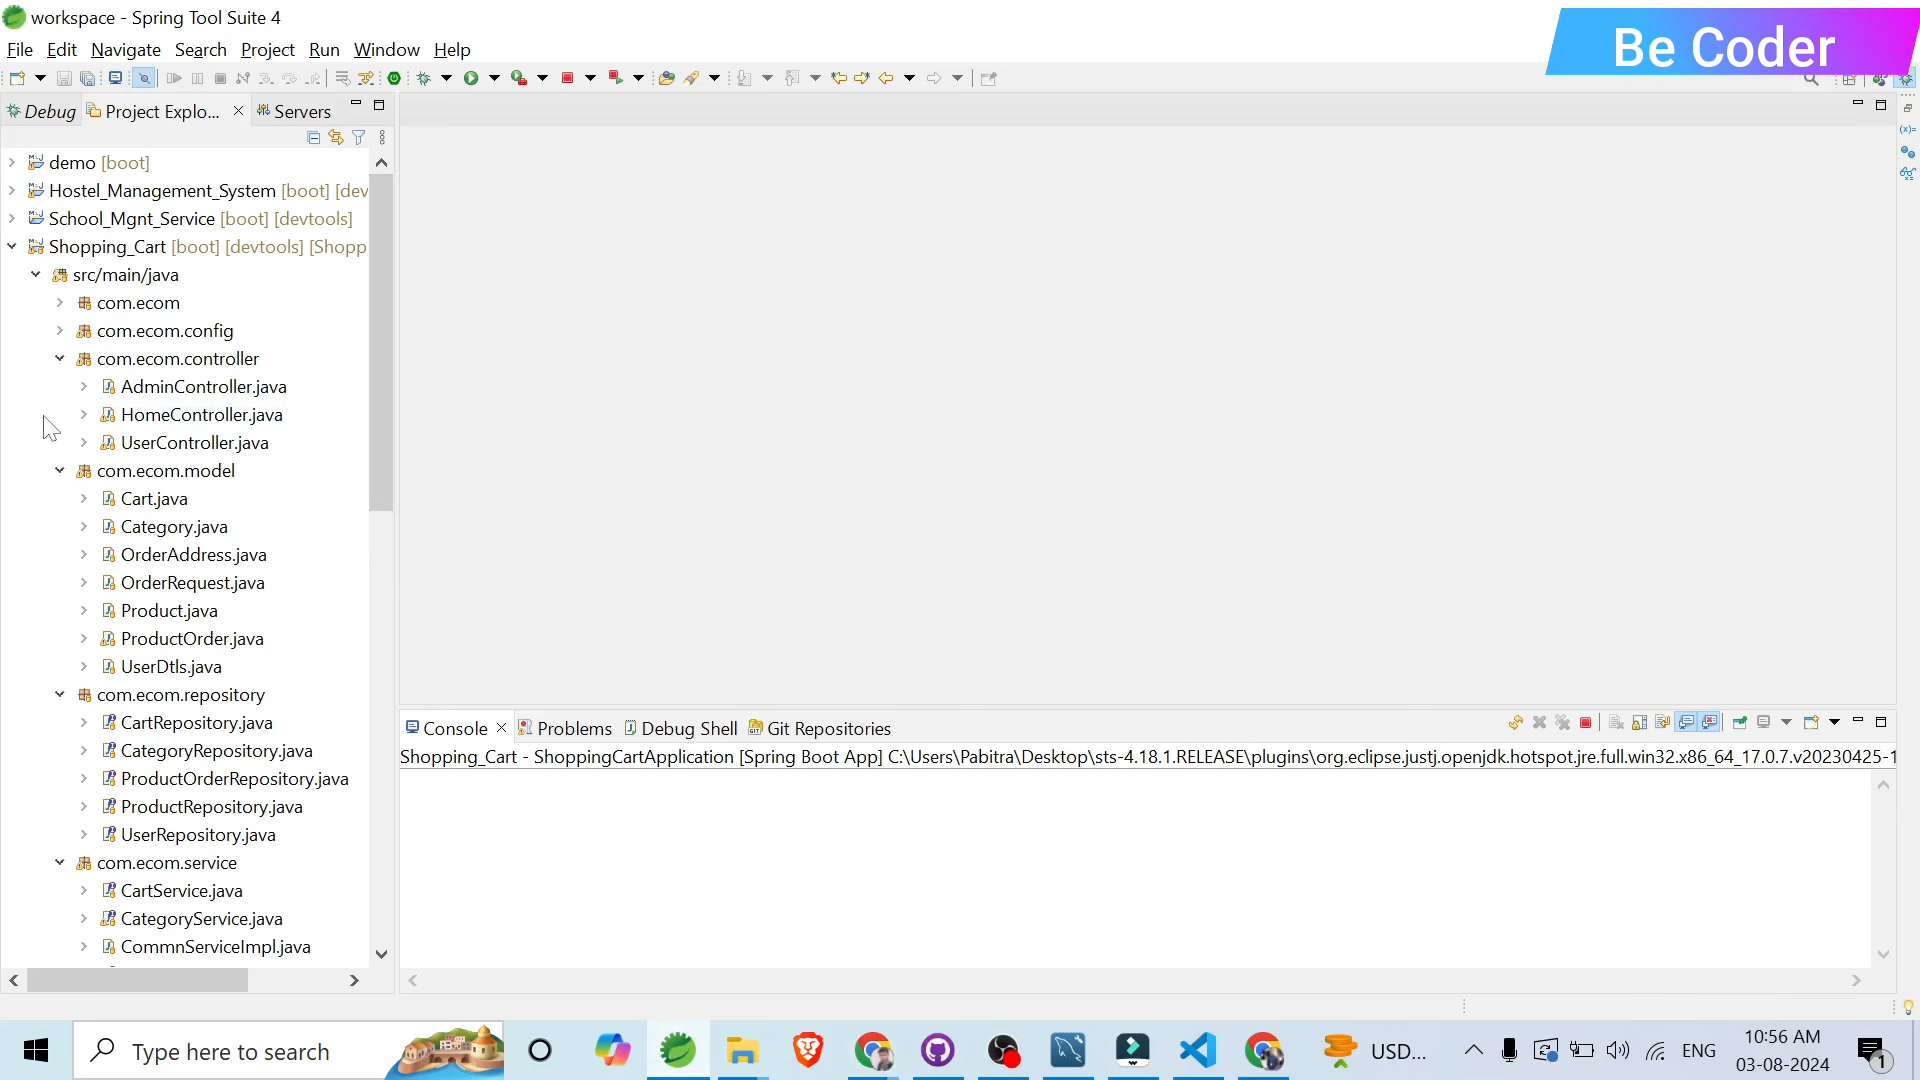 workspace - Spring Tool Suite 4
Be Coder
File Edit Navigate Search Project Run Window Help
Debug Project Explo... Servers
demo [boot]
Hostel_Management_System [boot] [dev
School_Mgnt_Service [boot] [devtools]
Shopping_Cart [boot] [devtools] [Shopp
src/main/java
com.ecom
com.ecom.config
com.ecom.controller
AdminController.java
HomeController.java
UserController.java
com.ecom.model
Cart.java
Category.java
OrderAddress.java
OrderRequest.java
Product.java
ProductOrder.java
UserDtls.java
com.ecom.repository
CartRepository.java
CategoryRepository.java
ProductOrderRepository.java
ProductRepository.java
UserRepository.java
com.ecom.service
CartService.java
CategoryService.java
CommnServiceImpl.java
Console Problems Debug Shell Git Repositories
Shopping_Cart - ShoppingCartApplication [Spring Boot App] C:\Users\Pabitra\Desktop\sts-4.18.1.RELEASE\plugins\org.eclipse.justj.openjdk.hotspot.jre.full.win32.x86_64_17.0.7.v20230425-1
Type here to search
USD...
ENG
10:56 AM
03-08-2024
1